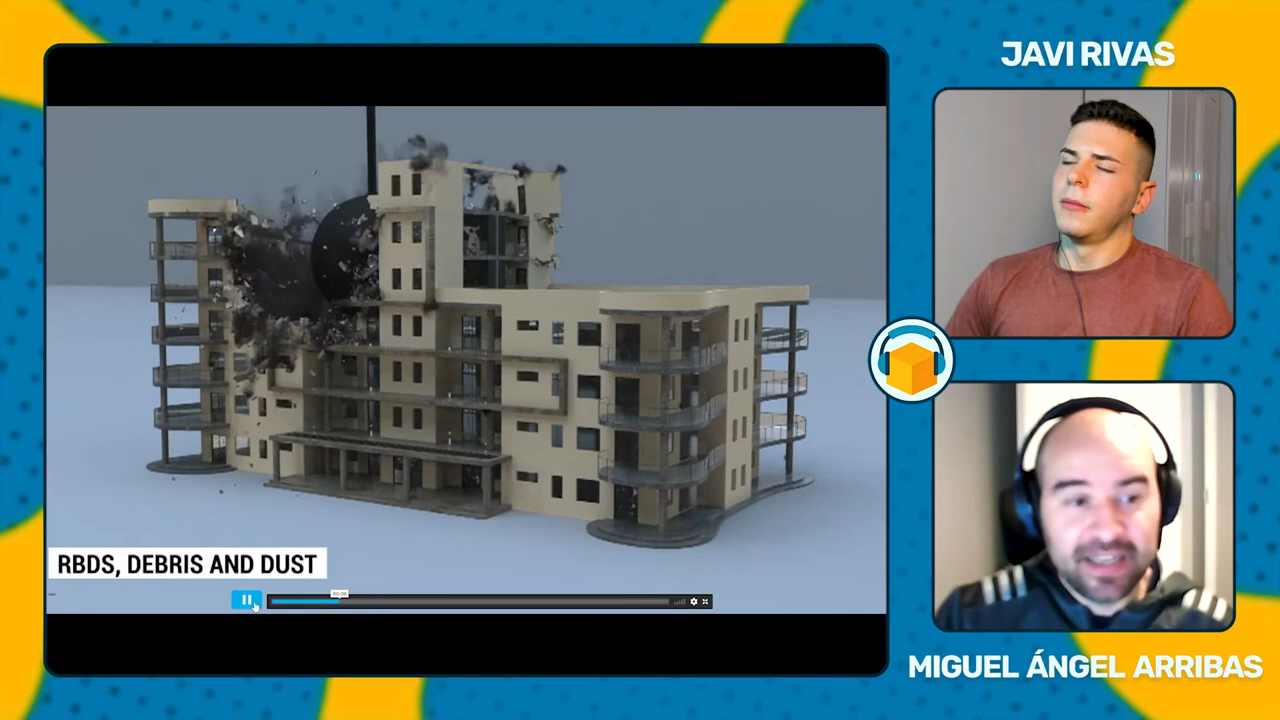 JAVI RIVAS
RBDS, DEBRIS AND DUST
MIGUEL ÁNGEL ARRIBAS